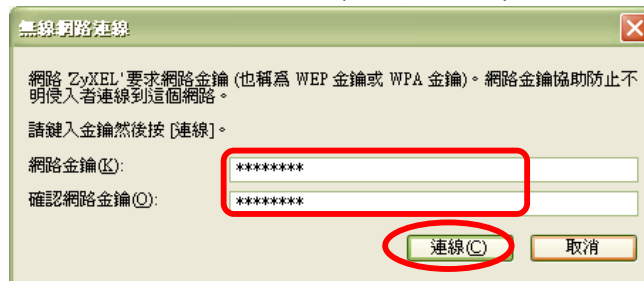 無線網路連線
網路 ZyXEL'要求網路金鑰 (也稱為 WEP 金鑰或 WPA 金鑰)。網路金鑰協助防止不
明侵入者連線到這個網路。
請鍵入金鑰然後按 [連線]。
網路金鑰(K): ********
確認網路金鑰(O): ********
連線(C) 取消